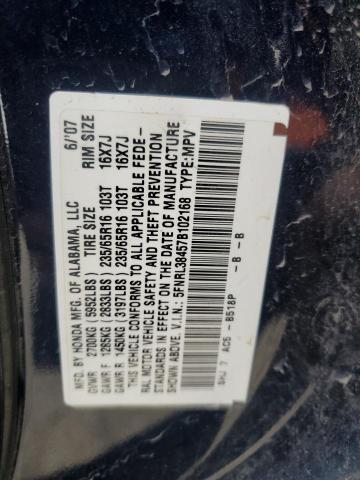 MFD. BY HONDA MFG. OF ALABAMA, LLC 6/'07
GVWR 2700KG (5952LBS) TIRE SIZE RIM SIZE
GAWR F 1285KG (2833LBS) 235/65R16 103T 16X7J
GAWR R 1450KG (3197LBS) 235/65R16 103T 16X7J
THIS VEHICLE CONFORMS TO ALL APPLICABLE FEDE-
RAL MOTOR VEHICLE SAFETY AND THEFT PREVENTION
STANDARDS IN EFFECT ON THE DATE OF MANUFACTURE
SHOWN ABOVE. V.I.N.: 5FNRL38457B102168 TYPE:MPV
SHJ 7 AC5 - B518P - B - B